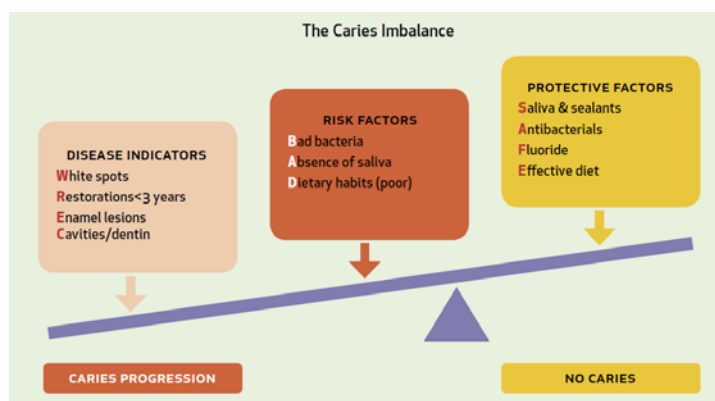 The Caries Imbalance
DISEASE INDICATORS
White spots
Restorations<3 years
Enamel lesions
Cavities/dentin
RISK FACTORS
Bad bacteria
Absence of saliva
Dietary habits (poor)
PROTECTIVE FACTORS
Saliva & sealants
Antibacterials
Fluoride
Effective diet
CARIES PROGRESSION
NO CARIES